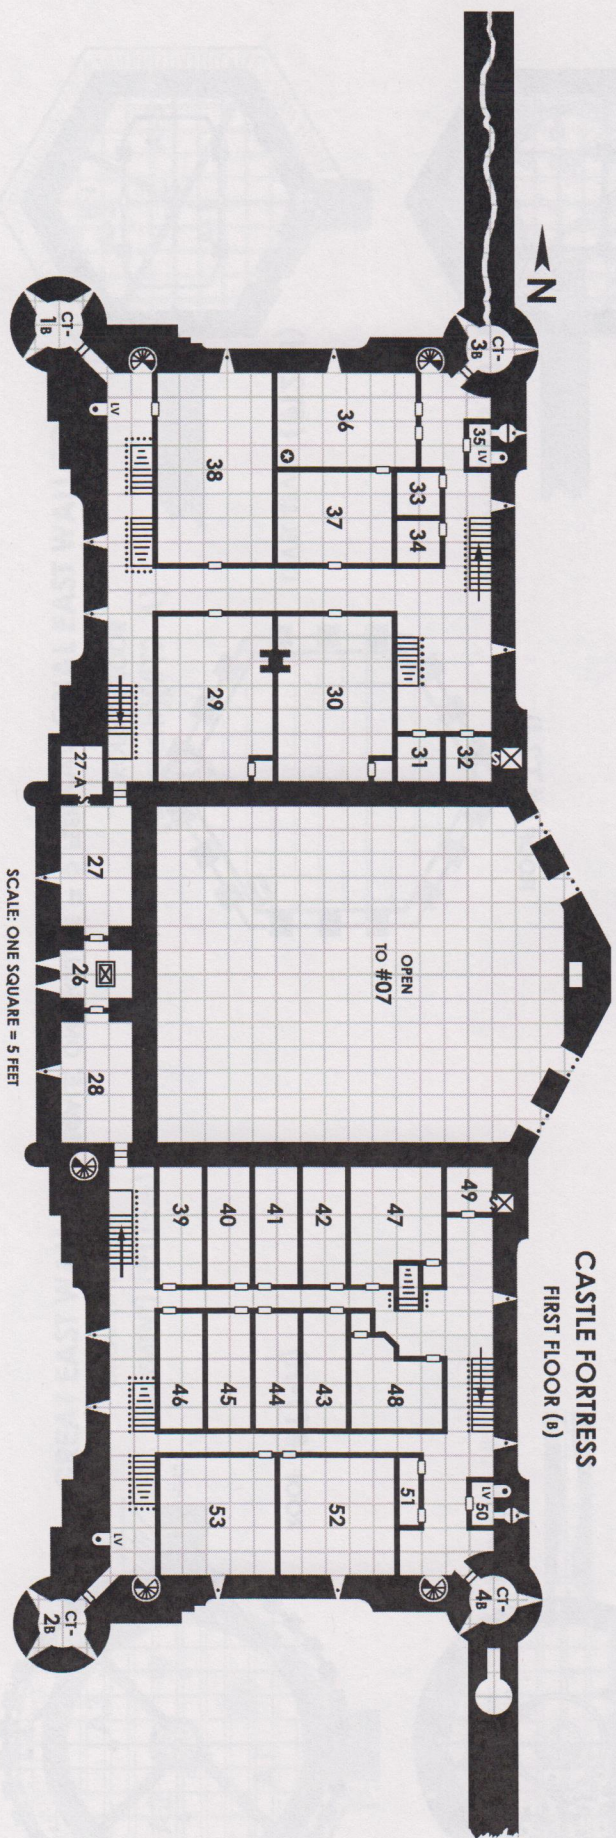 CASTLE FORTRESS
FIRST FLOOR (B)
N
CT-
3B
35 LV
33
34
36
37
38
LV
CT-
1B
S
32
31
30
29
27-A S
27
26
28
OPEN
TO #07
S
49
47
42
41
40
39
48
43
44
45
46
LV 50
51
52
53
LV
CT-
4B
CT-
2B
SCALE: ONE SQUARE = 5 FEET